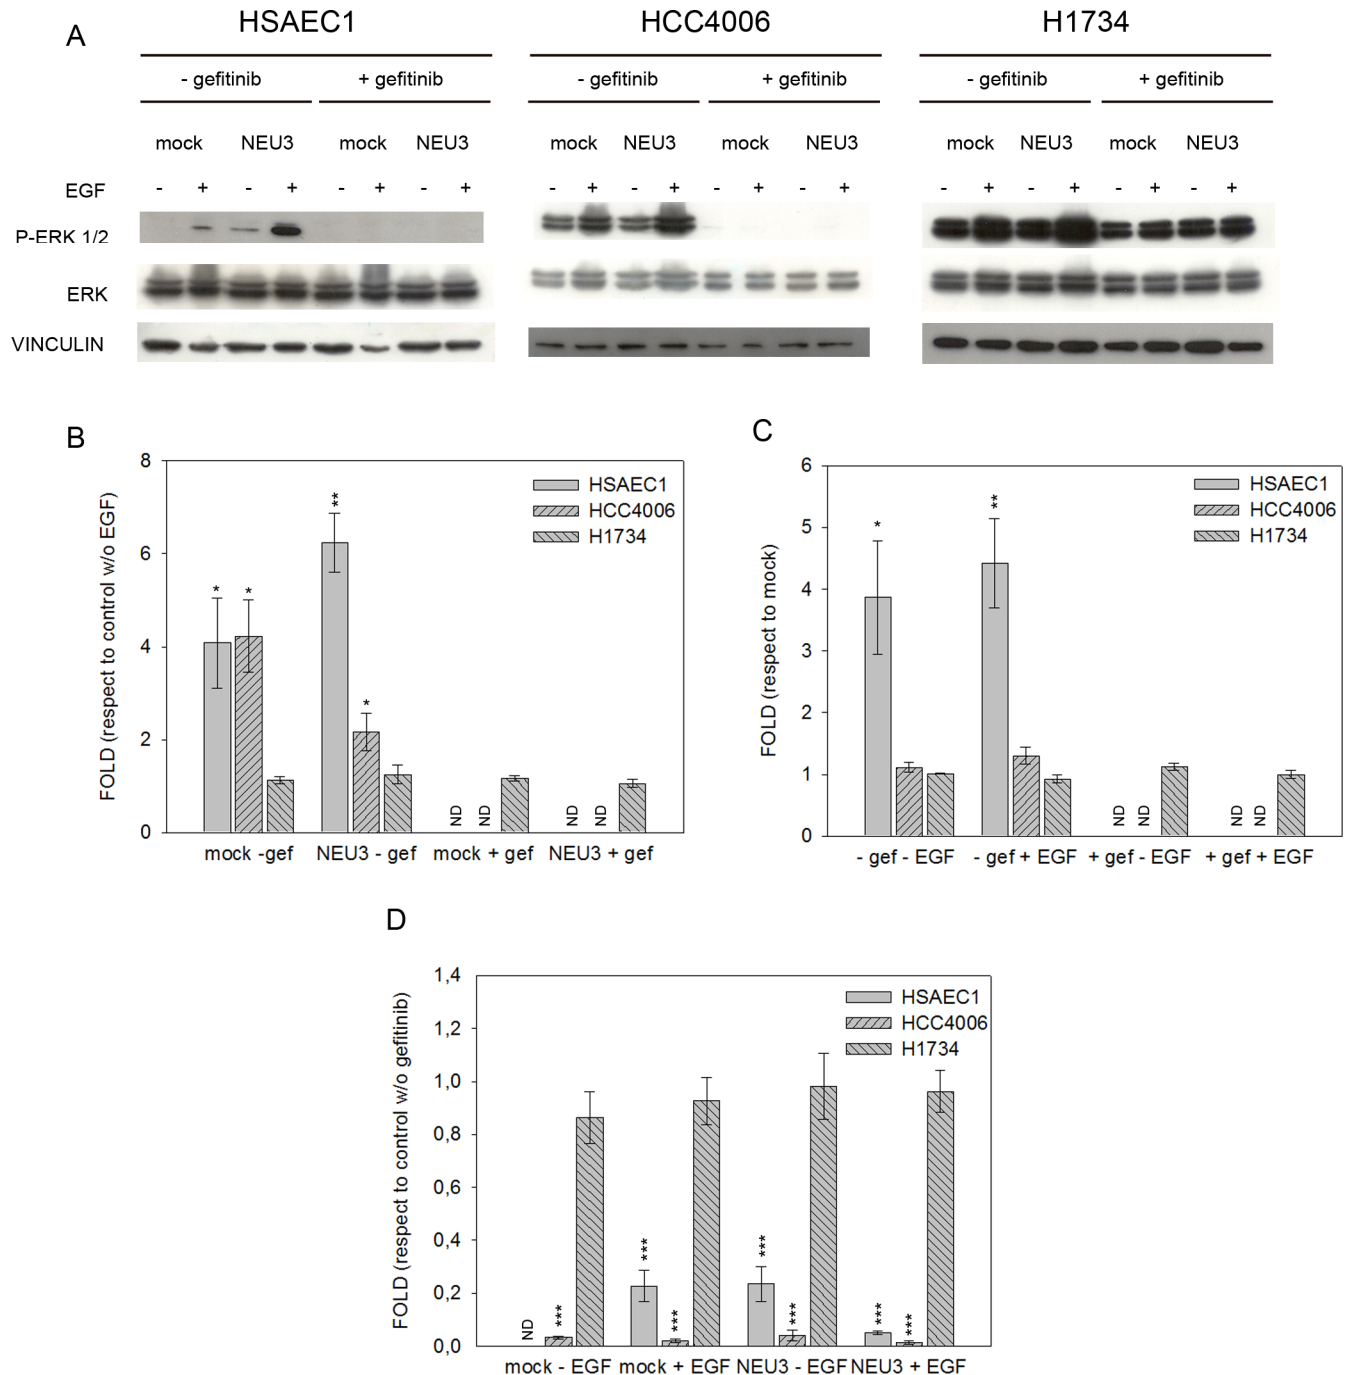 A
HSAEC1 HCC4006 H1734
- gefitinib + gefitinib - gefitinib + gefitinib - gefitinib + gefitinib
mock NEU3 mock NEU3 mock NEU3 mock NEU3 mock NEU3 mock NEU3
EGF - + - + - + - + - + - + - + - + - + - + - + - +
P-ERK 1/2
ERK
VINCULIN
B
FOLD (respect to control w/o EGF)
8
6
4
2
0
HSAEC1
HCC4006
H1734
* * ** *
ND ND ND ND
mock -gef NEU3 - gef mock + gef NEU3 + gef
C
FOLD (respect to mock)
6
5
4
3
2
1
0
HSAEC1
HCC4006
H1734
* **
ND ND ND ND
- gef - EGF - gef + EGF + gef - EGF + gef + EGF
D
FOLD (respect to control w/o gefitinib)
1,4
1,2
1,0
0,8
0,6
0,4
0,2
0,0
HSAEC1
HCC4006
H1734
ND *** *** *** *** *** *** ***
mock - EGF mock + EGF NEU3 - EGF NEU3 + EGF